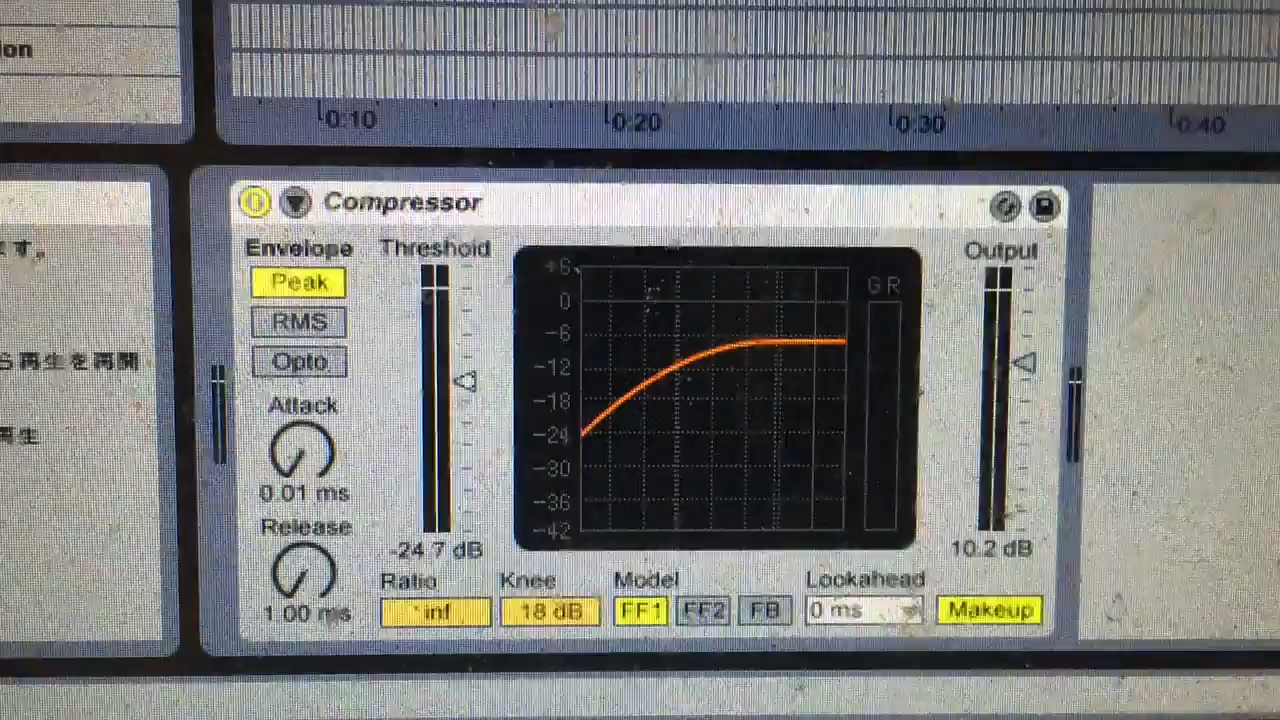 ion
0:10
0:20
0:30
0:40
Compressor
Envelope
Threshold
Output
ます。
Peak
RMS
Opto
+6
0
-6
-12
-18
-24
-30
-36
-42
GR
ら再生を再開
再生
Attack
0.01 ms
Release
1.00 ms
-24.7 dB
10.2 dB
Ratio
Knee
Model
Lookahead
inf
18 dB
FF1
FF2
FB
0 ms
Makeup